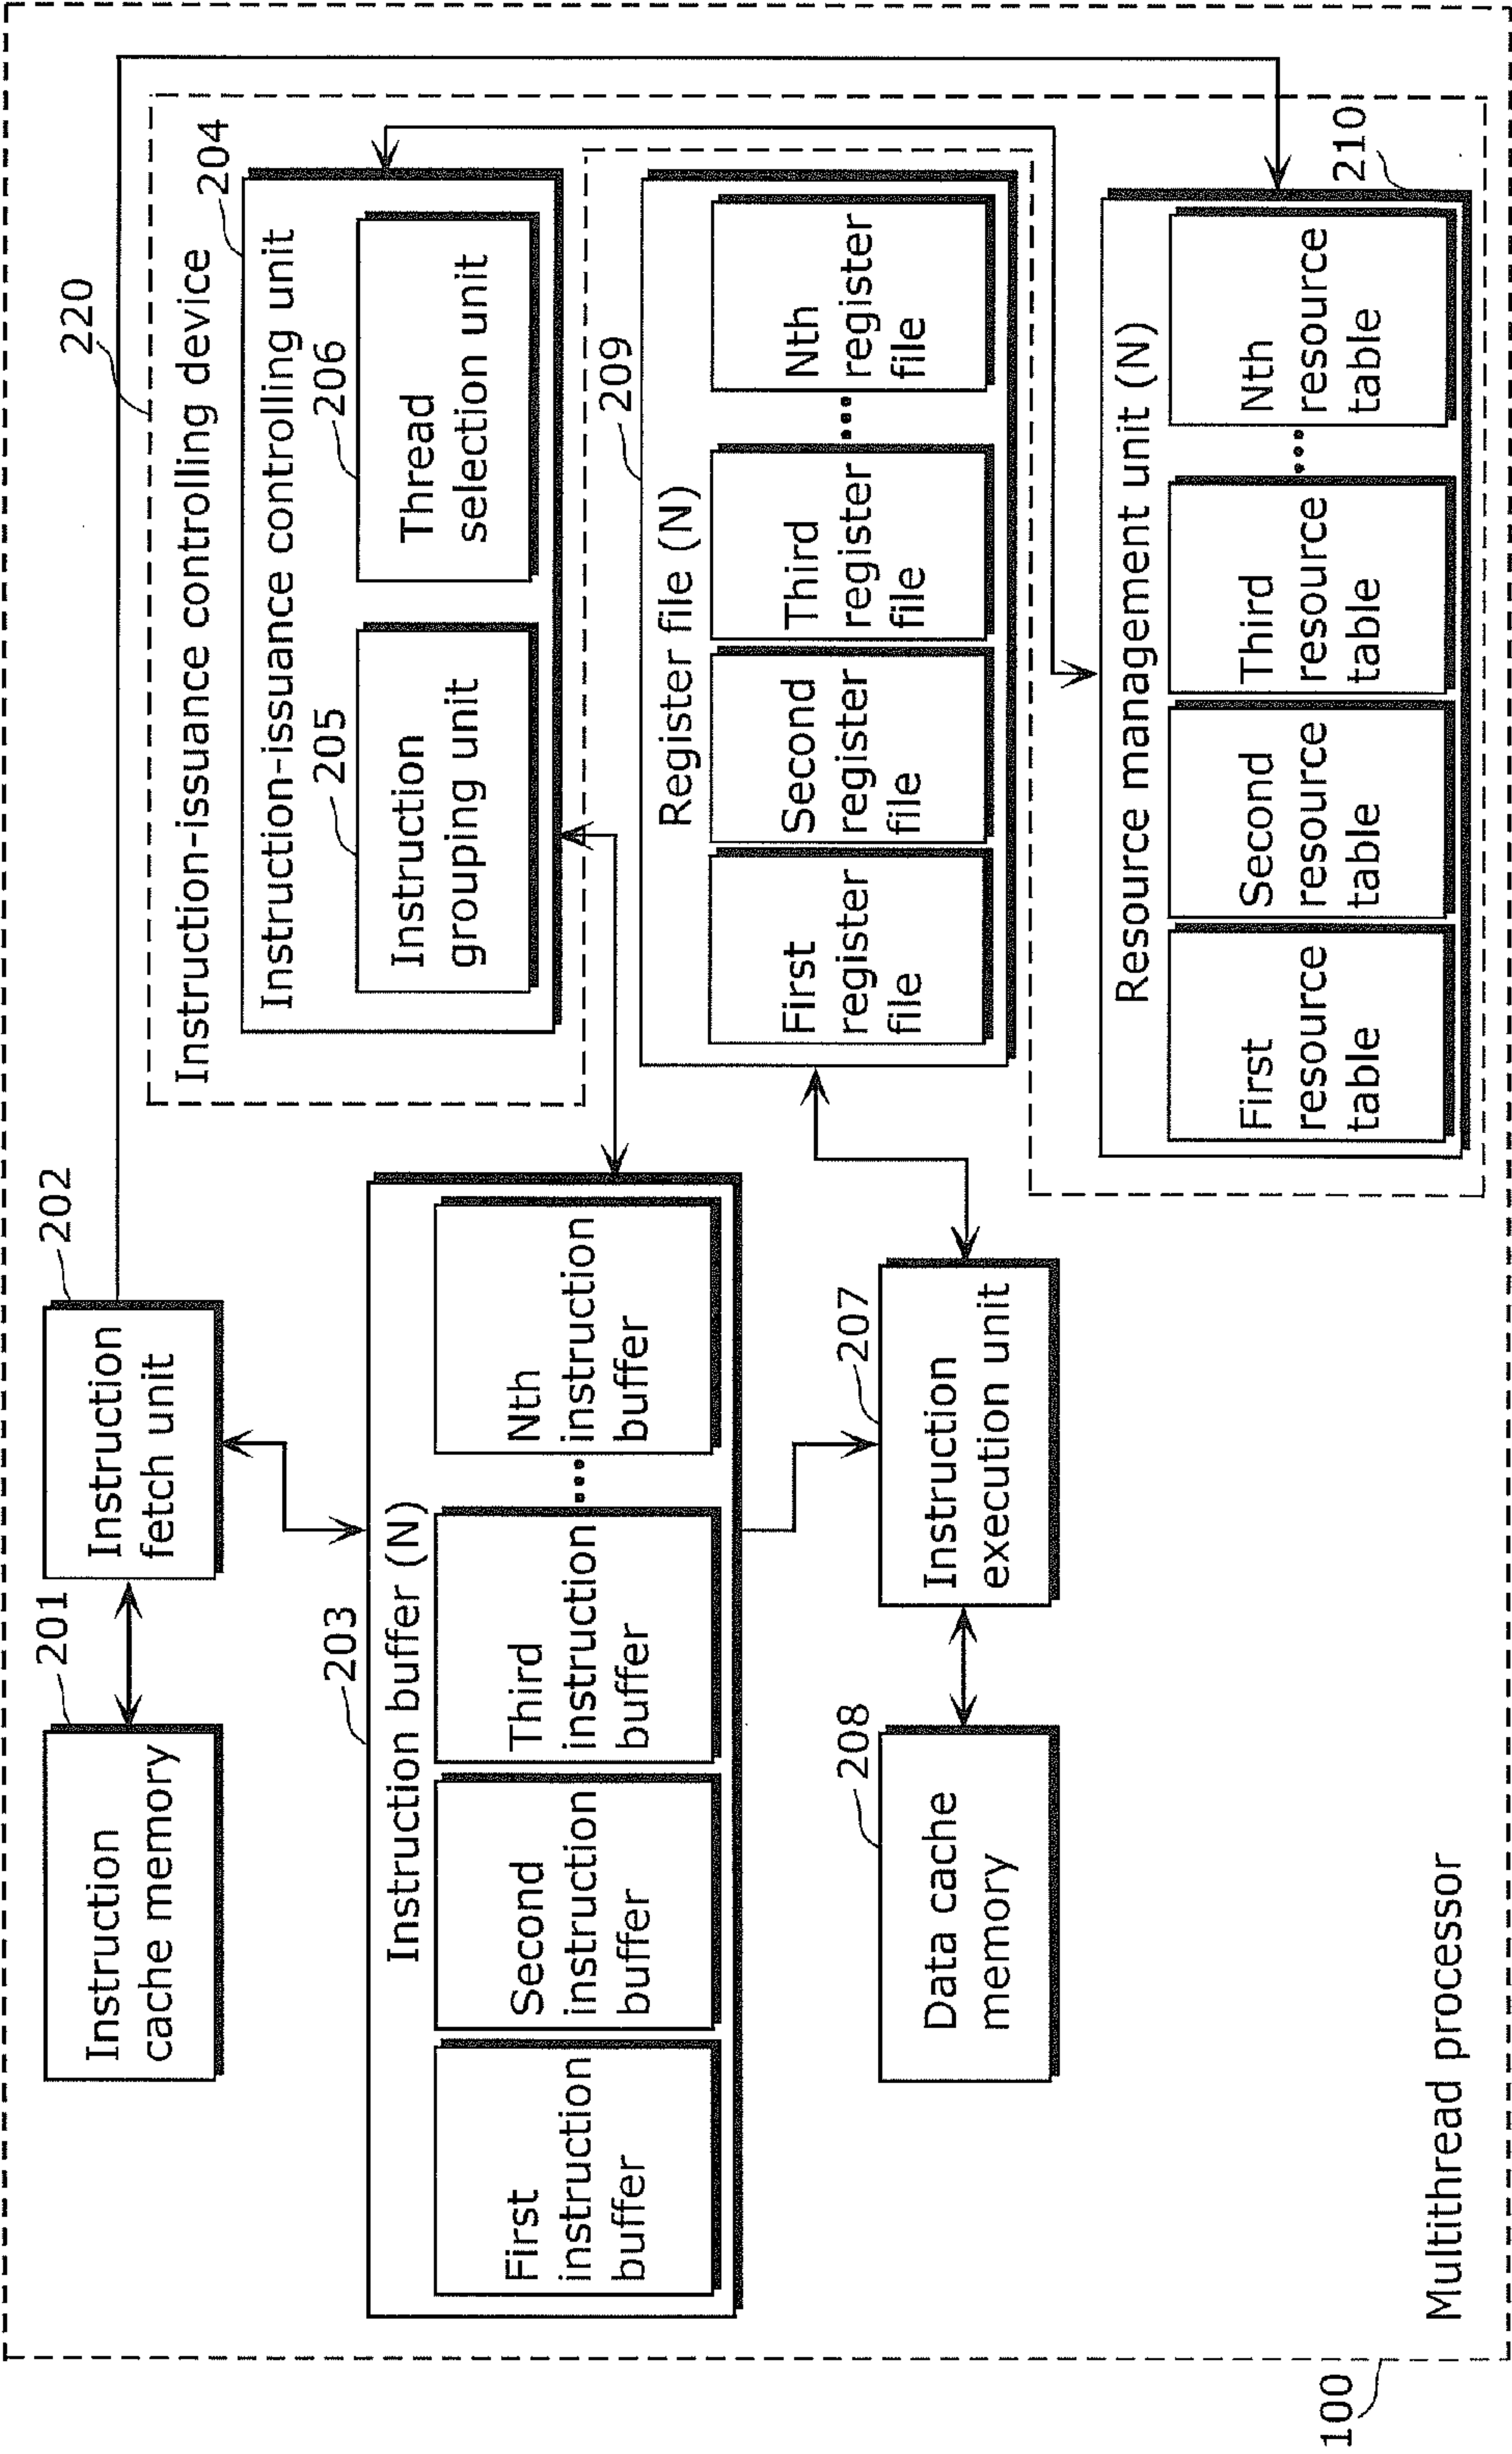 100
Multithread processor
201
Instruction
cache memory
202
Instruction
fetch unit
203
Instruction buffer (N)
First
instruction
buffer
Second
instruction
buffer
Third
instruction
buffer
....
Nth
instruction
buffer
208
Data cache
memory
207
Instruction
execution unit
220
Instruction-issuance controlling device
204
Instruction-issuance controlling unit
205
Instruction
grouping unit
206
Thread
selection unit
209
Register file (N)
First
register
file
Second
register
file
Third
register
file
....
Nth
register
file
210
Resource management unit (N)
First
resource
table
Second
resource
table
Third
resource
table
...
Nth
resource
table